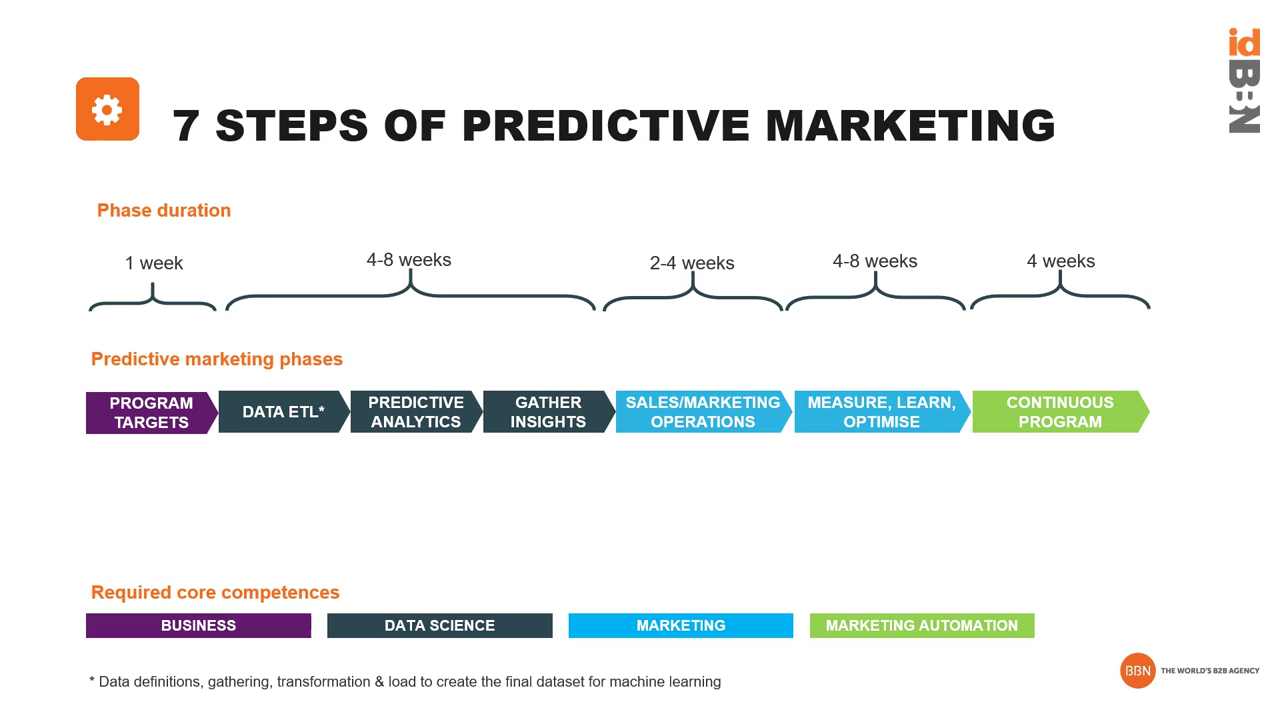 id
BBN
7 STEPS OF PREDICTIVE MARKETING
Phase duration
1 week
4-8 weeks
2-4 weeks
4-8 weeks
4 weeks
Predictive marketing phases
PROGRAM
TARGETS
DATA ETL*
PREDICTIVE
ANALYTICS
GATHER
INSIGHTS
SALES/MARKETING
OPERATIONS
MEASURE, LEARN,
OPTIMISE
CONTINUOUS
PROGRAM
Required core competences
BUSINESS
DATA SCIENCE
MARKETING
MARKETING AUTOMATION
* Data definitions, gathering, transformation & load to create the final dataset for machine learning
BBN
THE WORLD'S B2B AGENCY